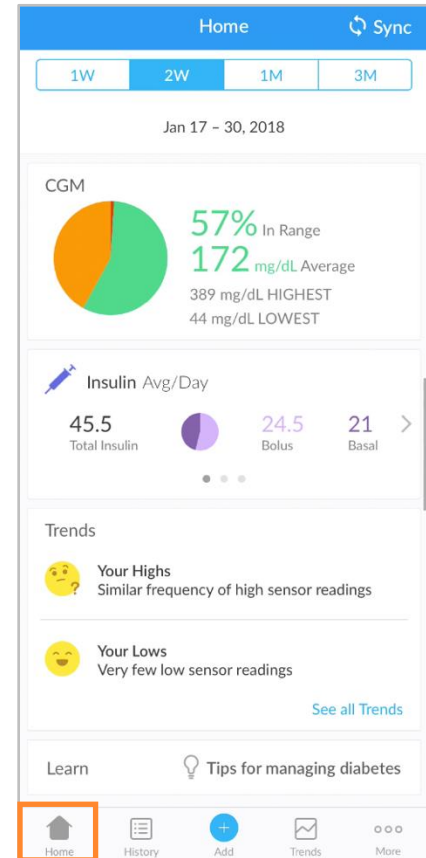 Home Sync
1W 2W 1M 3M
Jan 17 – 30, 2018
CGM
57% In Range
172 mg/dL Average
389 mg/dL HIGHEST
44 mg/dL LOWEST
Insulin Avg/Day
45.5 24.5 21
Total Insulin Bolus Basal
Trends
Your Highs
Similar frequency of high sensor readings
Your Lows
Very few low sensor readings
See all Trends
Learn Tips for managing diabetes
Home History Add Trends More